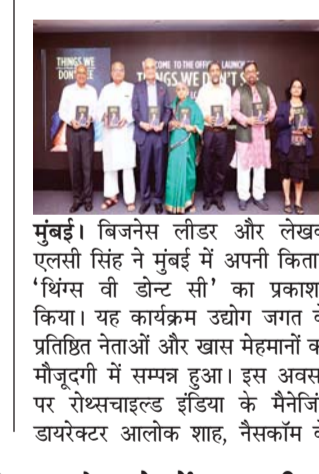 THINGS WE
DON'T SEE
WELCOME TO THE OFFICIAL LAUNCH
THINGS WE DON'T SEE
मुंबई। बिजनेस लीडर और लेखक
एलसी सिंह ने मुंबई में अपनी किता
‘थिंग्स वी डोन्ट सी’ का प्रकाश
किया। यह कार्यक्रम उद्योग जगत के
प्रतिष्ठित नेताओं और खास मेहमानों क
मौजूदगी में सम्पन्न हुआ। इस अवस
पर रोथ्सचाइल्ड इंडिया के मैनेजिं
डायरेक्टर आलोक शाह, नैसकॉम के